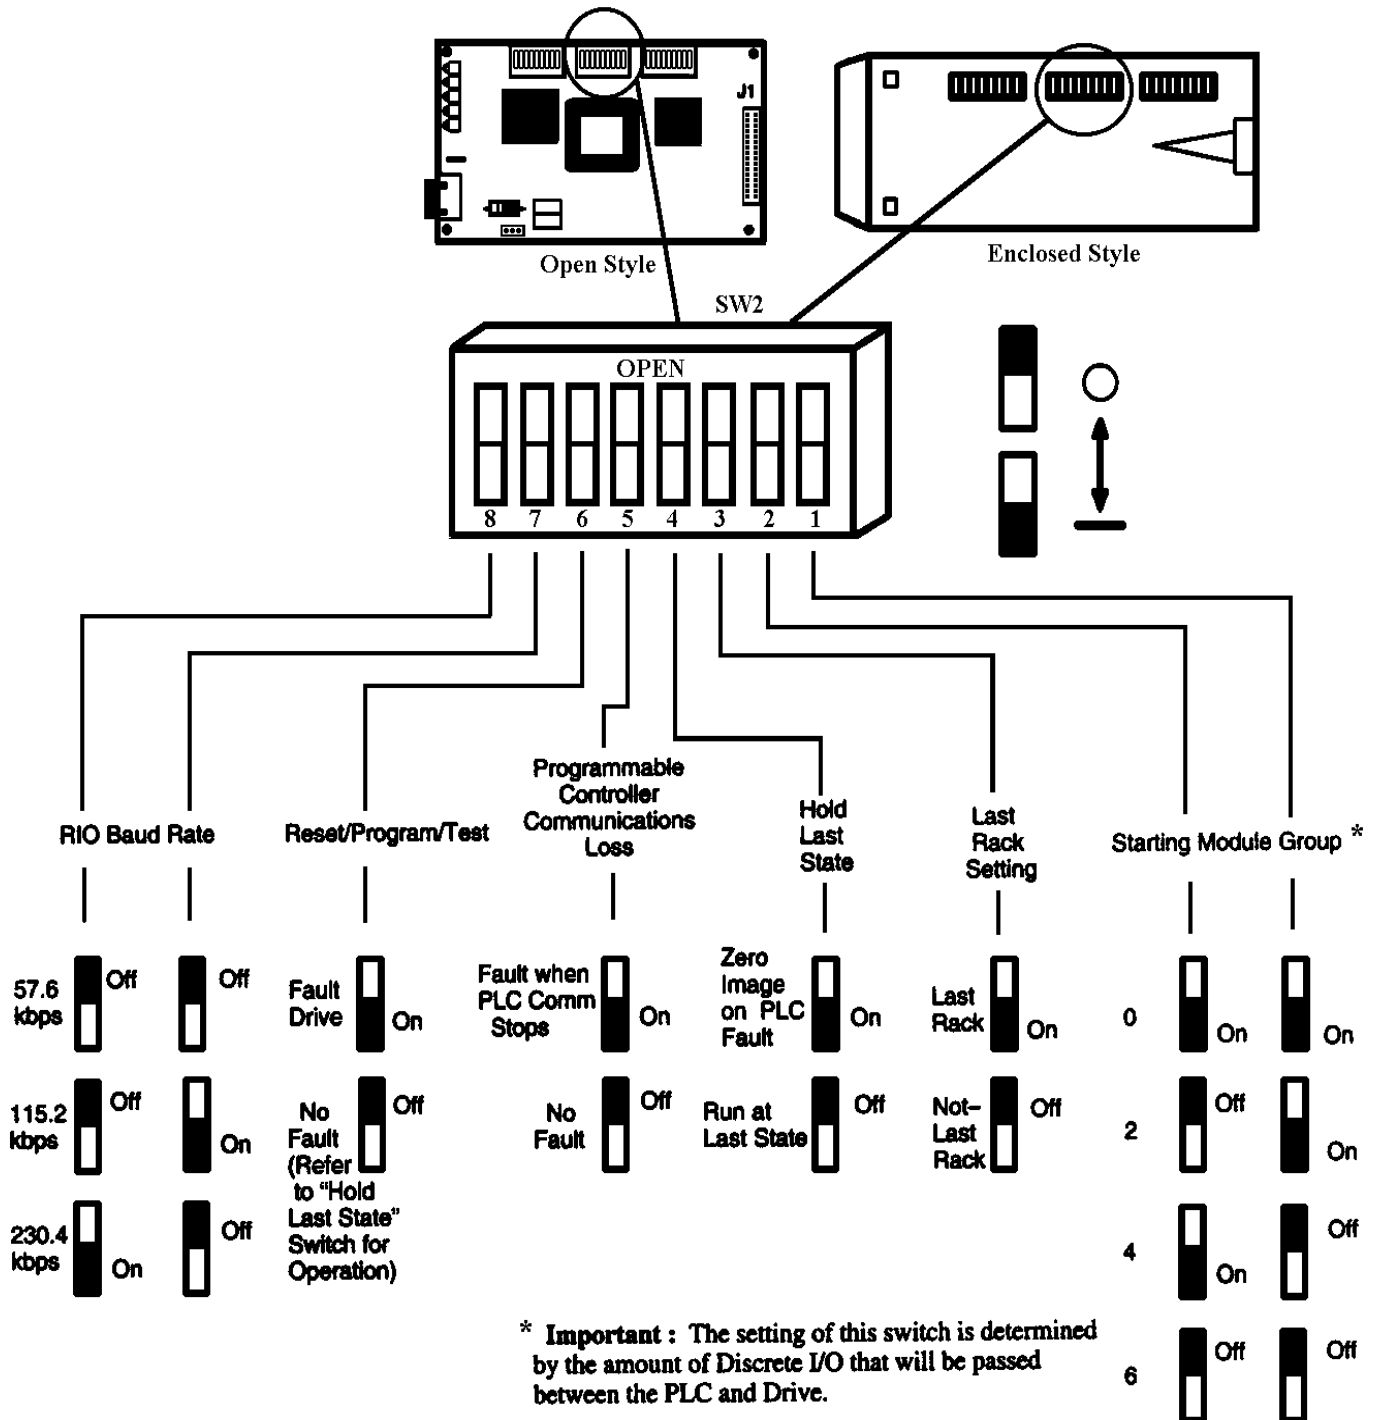 J1
Open Style
Enclosed Style
SW2
OPEN
8 7 6 5 4 3 2 1
RIO Baud Rate
Reset/Program/Test
Programmable
Controller
Communications
Loss
Hold
Last
State
Last
Rack
Setting
Starting Module Group *
57.6
kbps
Off
Off
115.2
kbps
Off
On
230.4
kbps
On
Off
Fault
Drive
On
No
Fault
(Refer
to "Hold
Last State"
Switch for
Operation)
Off
Fault when
PLC Comm
Stops
On
No
Fault
Off
Zero
Image
on PLC
Fault
On
Run at
Last State
Off
Last
Rack
On
Not–
Last
Rack
Off
0
On
On
2
Off
On
4
On
Off
6
Off
Off
* Important : The setting of this switch is determined
by the amount of Discrete I/O that will be passed
between the PLC and Drive.